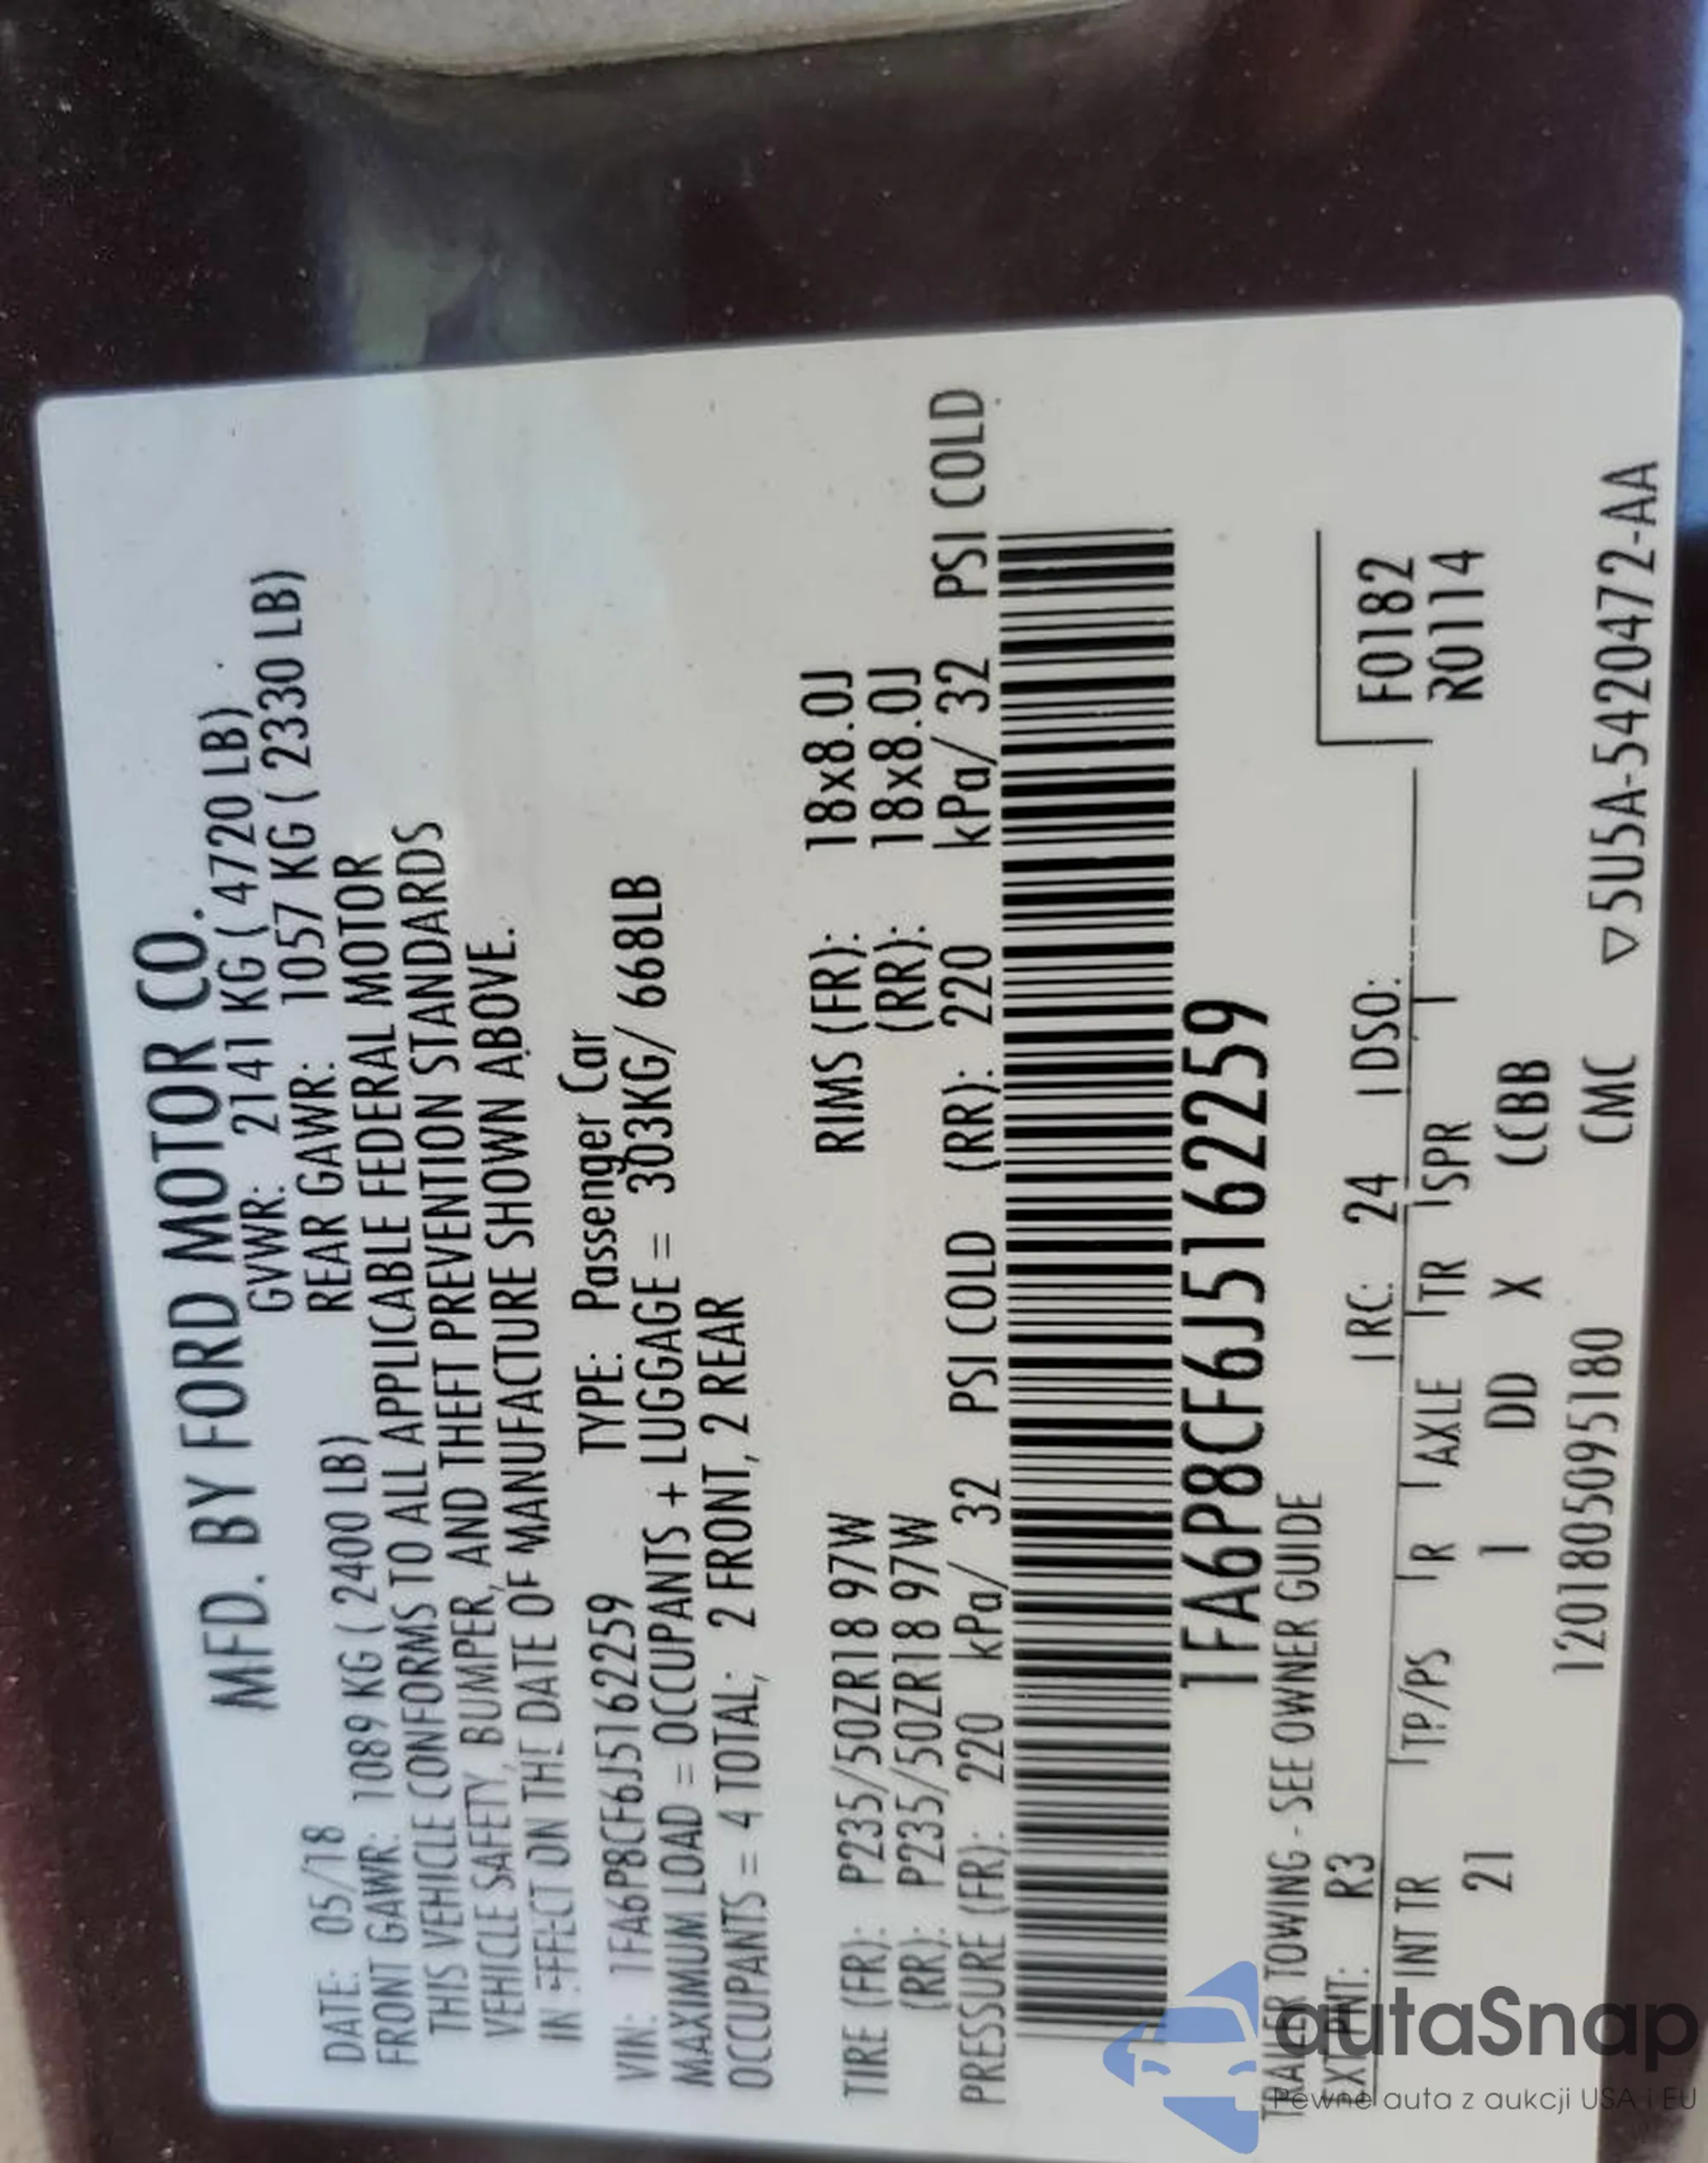 MFD. BY FORD MOTOR CO.
DATE: 05/18 GVWR: 2141 KG ( 4720 LB)
FRONT GAWR: 1089 KG ( 2400 LB) REAR GAWR: 1057 KG ( 2330 LB)
THIS VEHICLE CONFORMS TO ALL APPLICABLE FEDERAL MOTOR
VEHICLE SAFETY, BUMPER, AND THEFT PREVENTION STANDARDS
IN EFFECT ON THE DATE OF MANUFACTURE SHOWN ABOVE.
VIN: 1FA6P8CF6J5162259 TYPE: Passenger Car
MAXIMUM LOAD = OCCUPANTS + LUGGAGE = 303KG/ 668LB
OCCUPANTS = 4 TOTAL; 2 FRONT, 2 REAR
TIRE (FR): P235/50ZR18 97W RIMS (FR): 18x8.0J
(RR): P235/50ZR18 97W (RR): 18x8.0J
PRESSURE (FR): 220 kPa/ 32 PSI COLD (RR): 220 kPa/ 32 PSI COLD
1FA6P8CF6J5162259
TRAILER TOWING - SEE OWNER GUIDE
EXT PNT: R3 RC: 24 DSO:
F0182
R0114
INT TR TP/PS R AXLE TR SPR
21 1 DD X CCBB
12018050951 80 CMC ▽5U5A-5420472-AA
autaSnap
Pewne auta z aukcji USA i EU